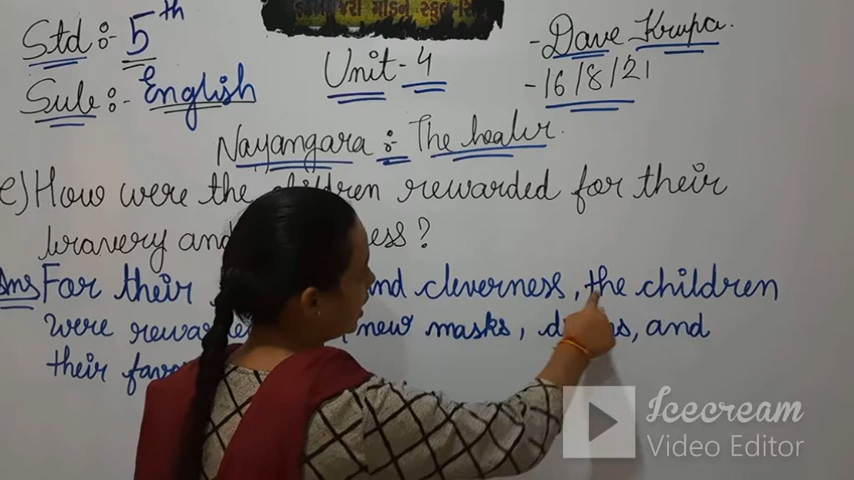 Std :- 5th
Sub :- English
Unit - 4
- Dave Krupa.
- 16/8/21
Nayangara : The healer.
e) How were the children rewarded for their
bravery and ess?
Ans For their and cleverness, the children
were new masks, and
their
Icecream
Video Editor